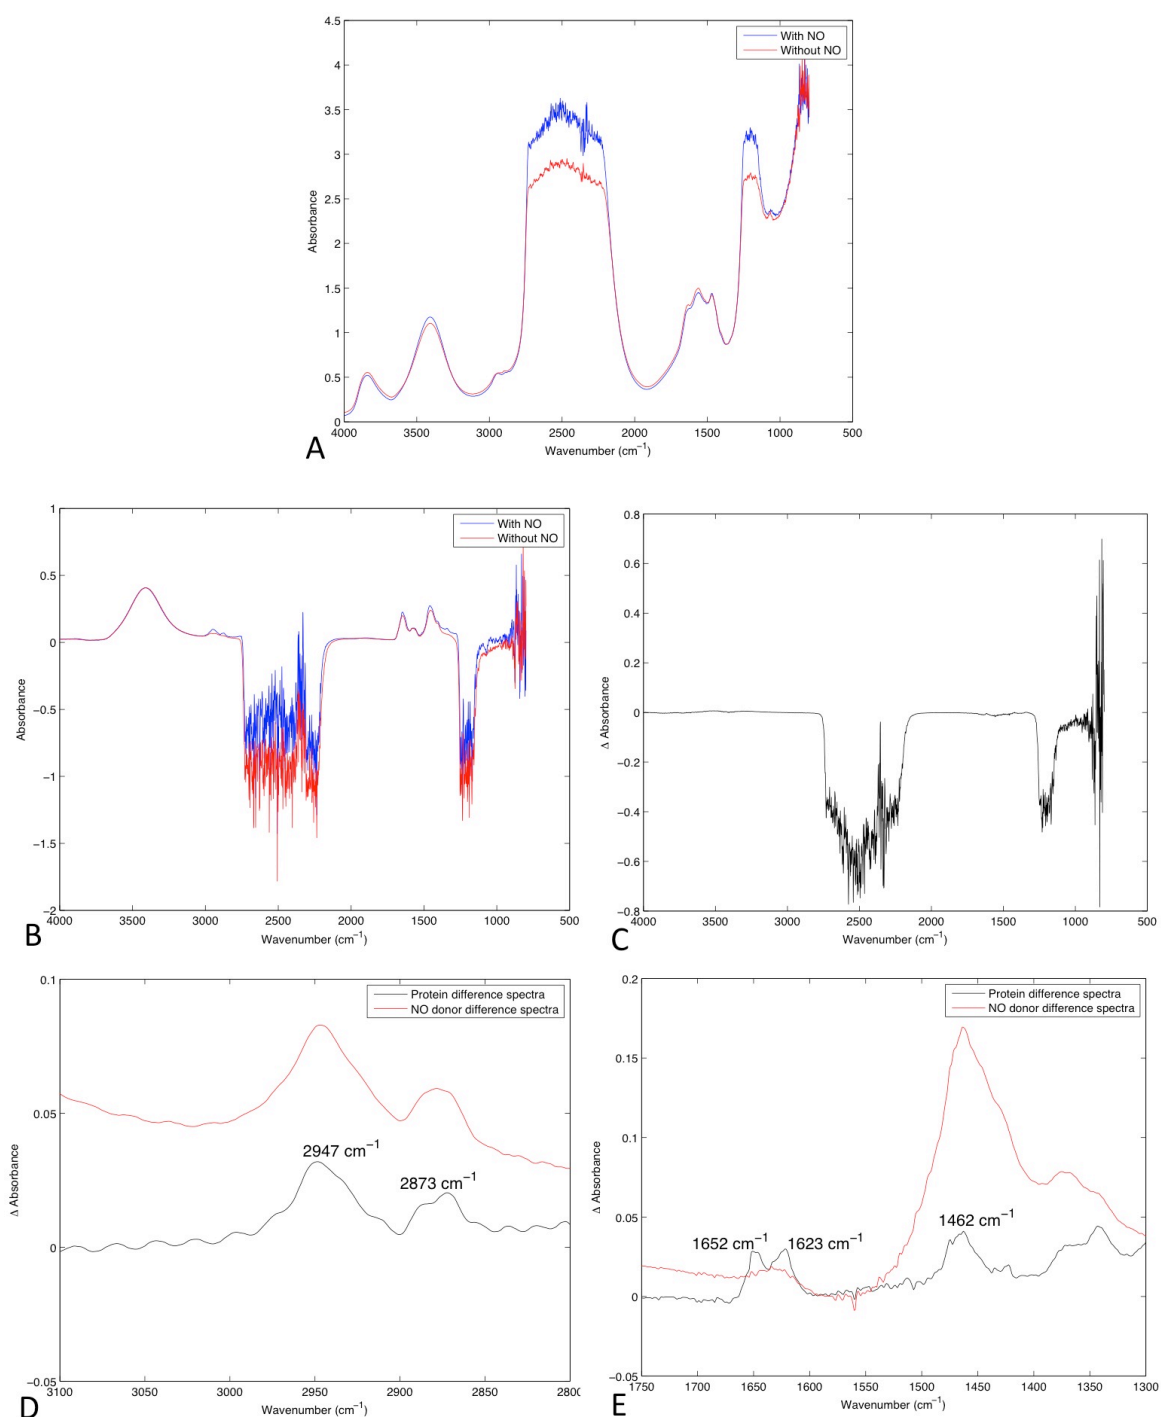 4.5
4
3.5
3
2.5
2
1.5
1
0.5
0
Absorbance
With NO
Without NO
4000 3500 3000 2500 2000 1500 1000 500
Wavenumber (cm⁻¹)
A
1
0.5
0
−0.5
−1
−1.5
−2
Absorbance
With NO
Without NO
4000 3500 3000 2500 2000 1500 1000 500
Wavenumber (cm⁻¹)
B
0.8
0.6
0.4
0.2
0
−0.2
−0.4
−0.6
−0.8
Δ Absorbance
4000 3500 3000 2500 2000 1500 1000 500
Wavenumber (cm⁻¹)
C
0.1
0.05
0
−0.05
Δ Absorbance
Protein difference spectra
NO donor difference spectra
2947 cm⁻¹
2873 cm⁻¹
3100 3050 3000 2950 2900 2850 2800
Wavenumber (cm⁻¹)
D
0.2
0.15
0.1
0.05
0
−0.05
Δ Absorbance
Protein difference spectra
NO donor difference spectra
1652 cm⁻¹
1623 cm⁻¹
1462 cm⁻¹
1750 1700 1650 1600 1550 1500 1450 1400 1350 1300
Wavenumber (cm⁻¹)
E